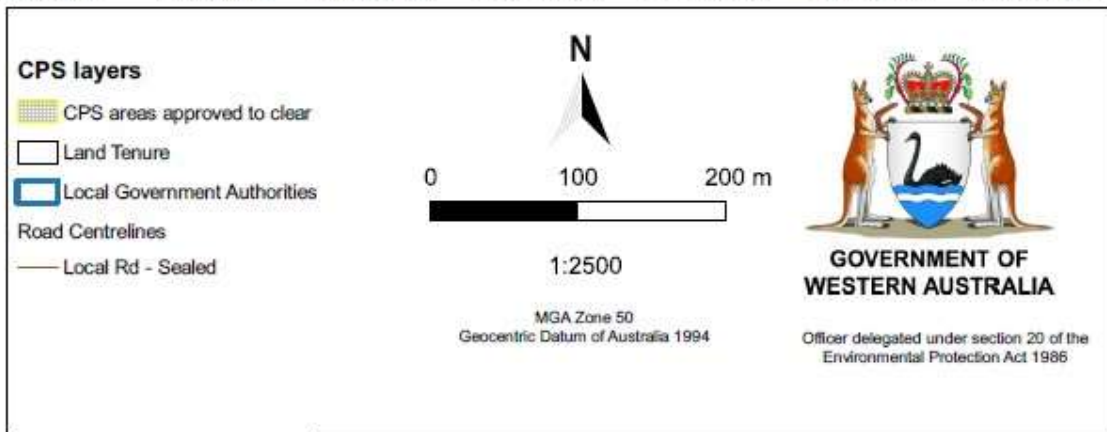 CPS layers
CPS areas approved to clear
Land Tenure
Local Government Authorities
Road Centrelines
Local Rd - Sealed
N
0 100 200 m
1:2500
MGA Zone 50
Geocentric Datum of Australia 1994
GOVERNMENT OF
WESTERN AUSTRALIA
Officer delegated under section 20 of the
Environmental Protection Act 1986